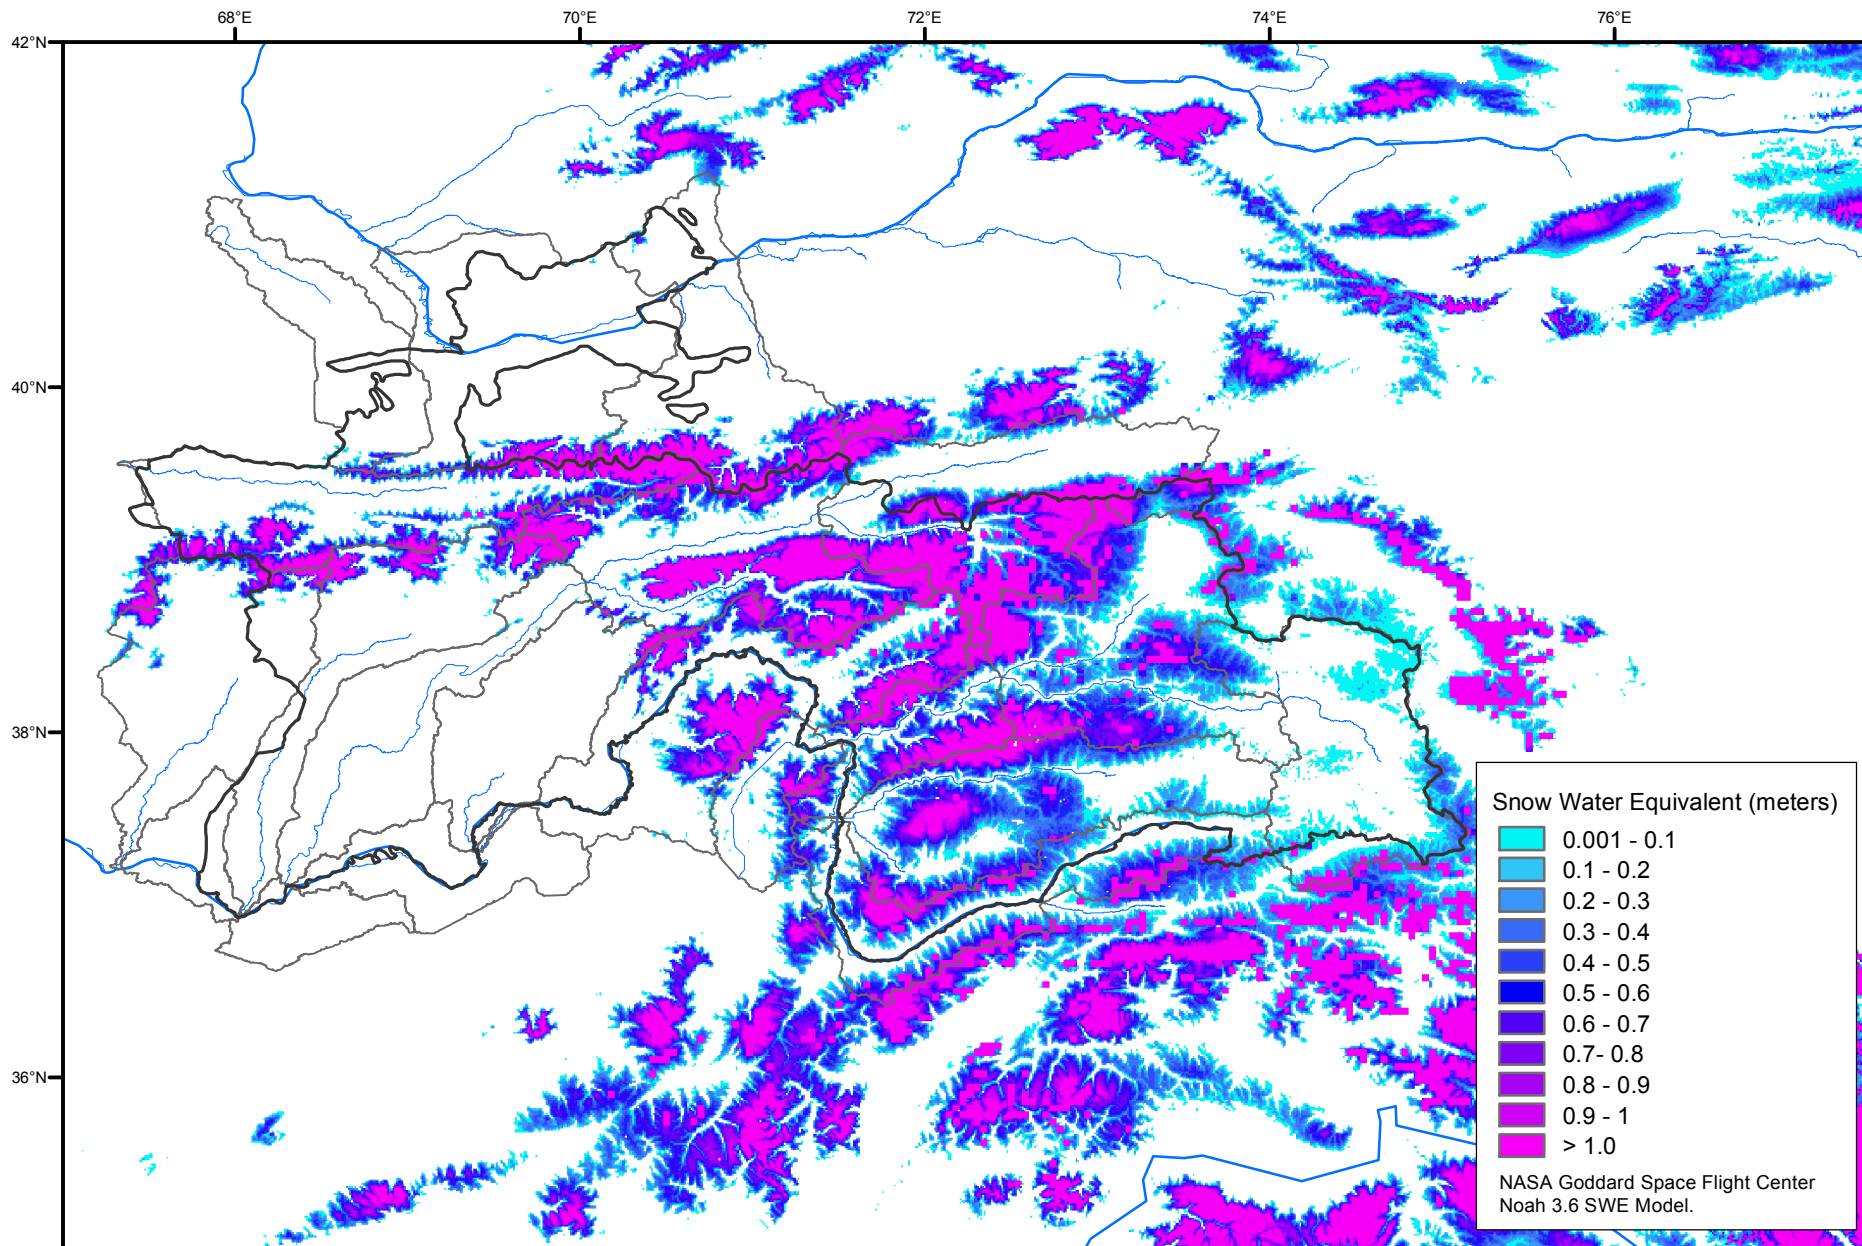 68°E 70°E 72°E 74°E 76°E
42°N
40°N
38°N
36°N
Snow Water Equivalent (meters)
0.001 - 0.1
0.1 - 0.2
0.2 - 0.3
0.3 - 0.4
0.4 - 0.5
0.5 - 0.6
0.6 - 0.7
0.7- 0.8
0.8 - 0.9
0.9 - 1
> 1.0
NASA Goddard Space Flight Center
Noah 3.6 SWE Model.